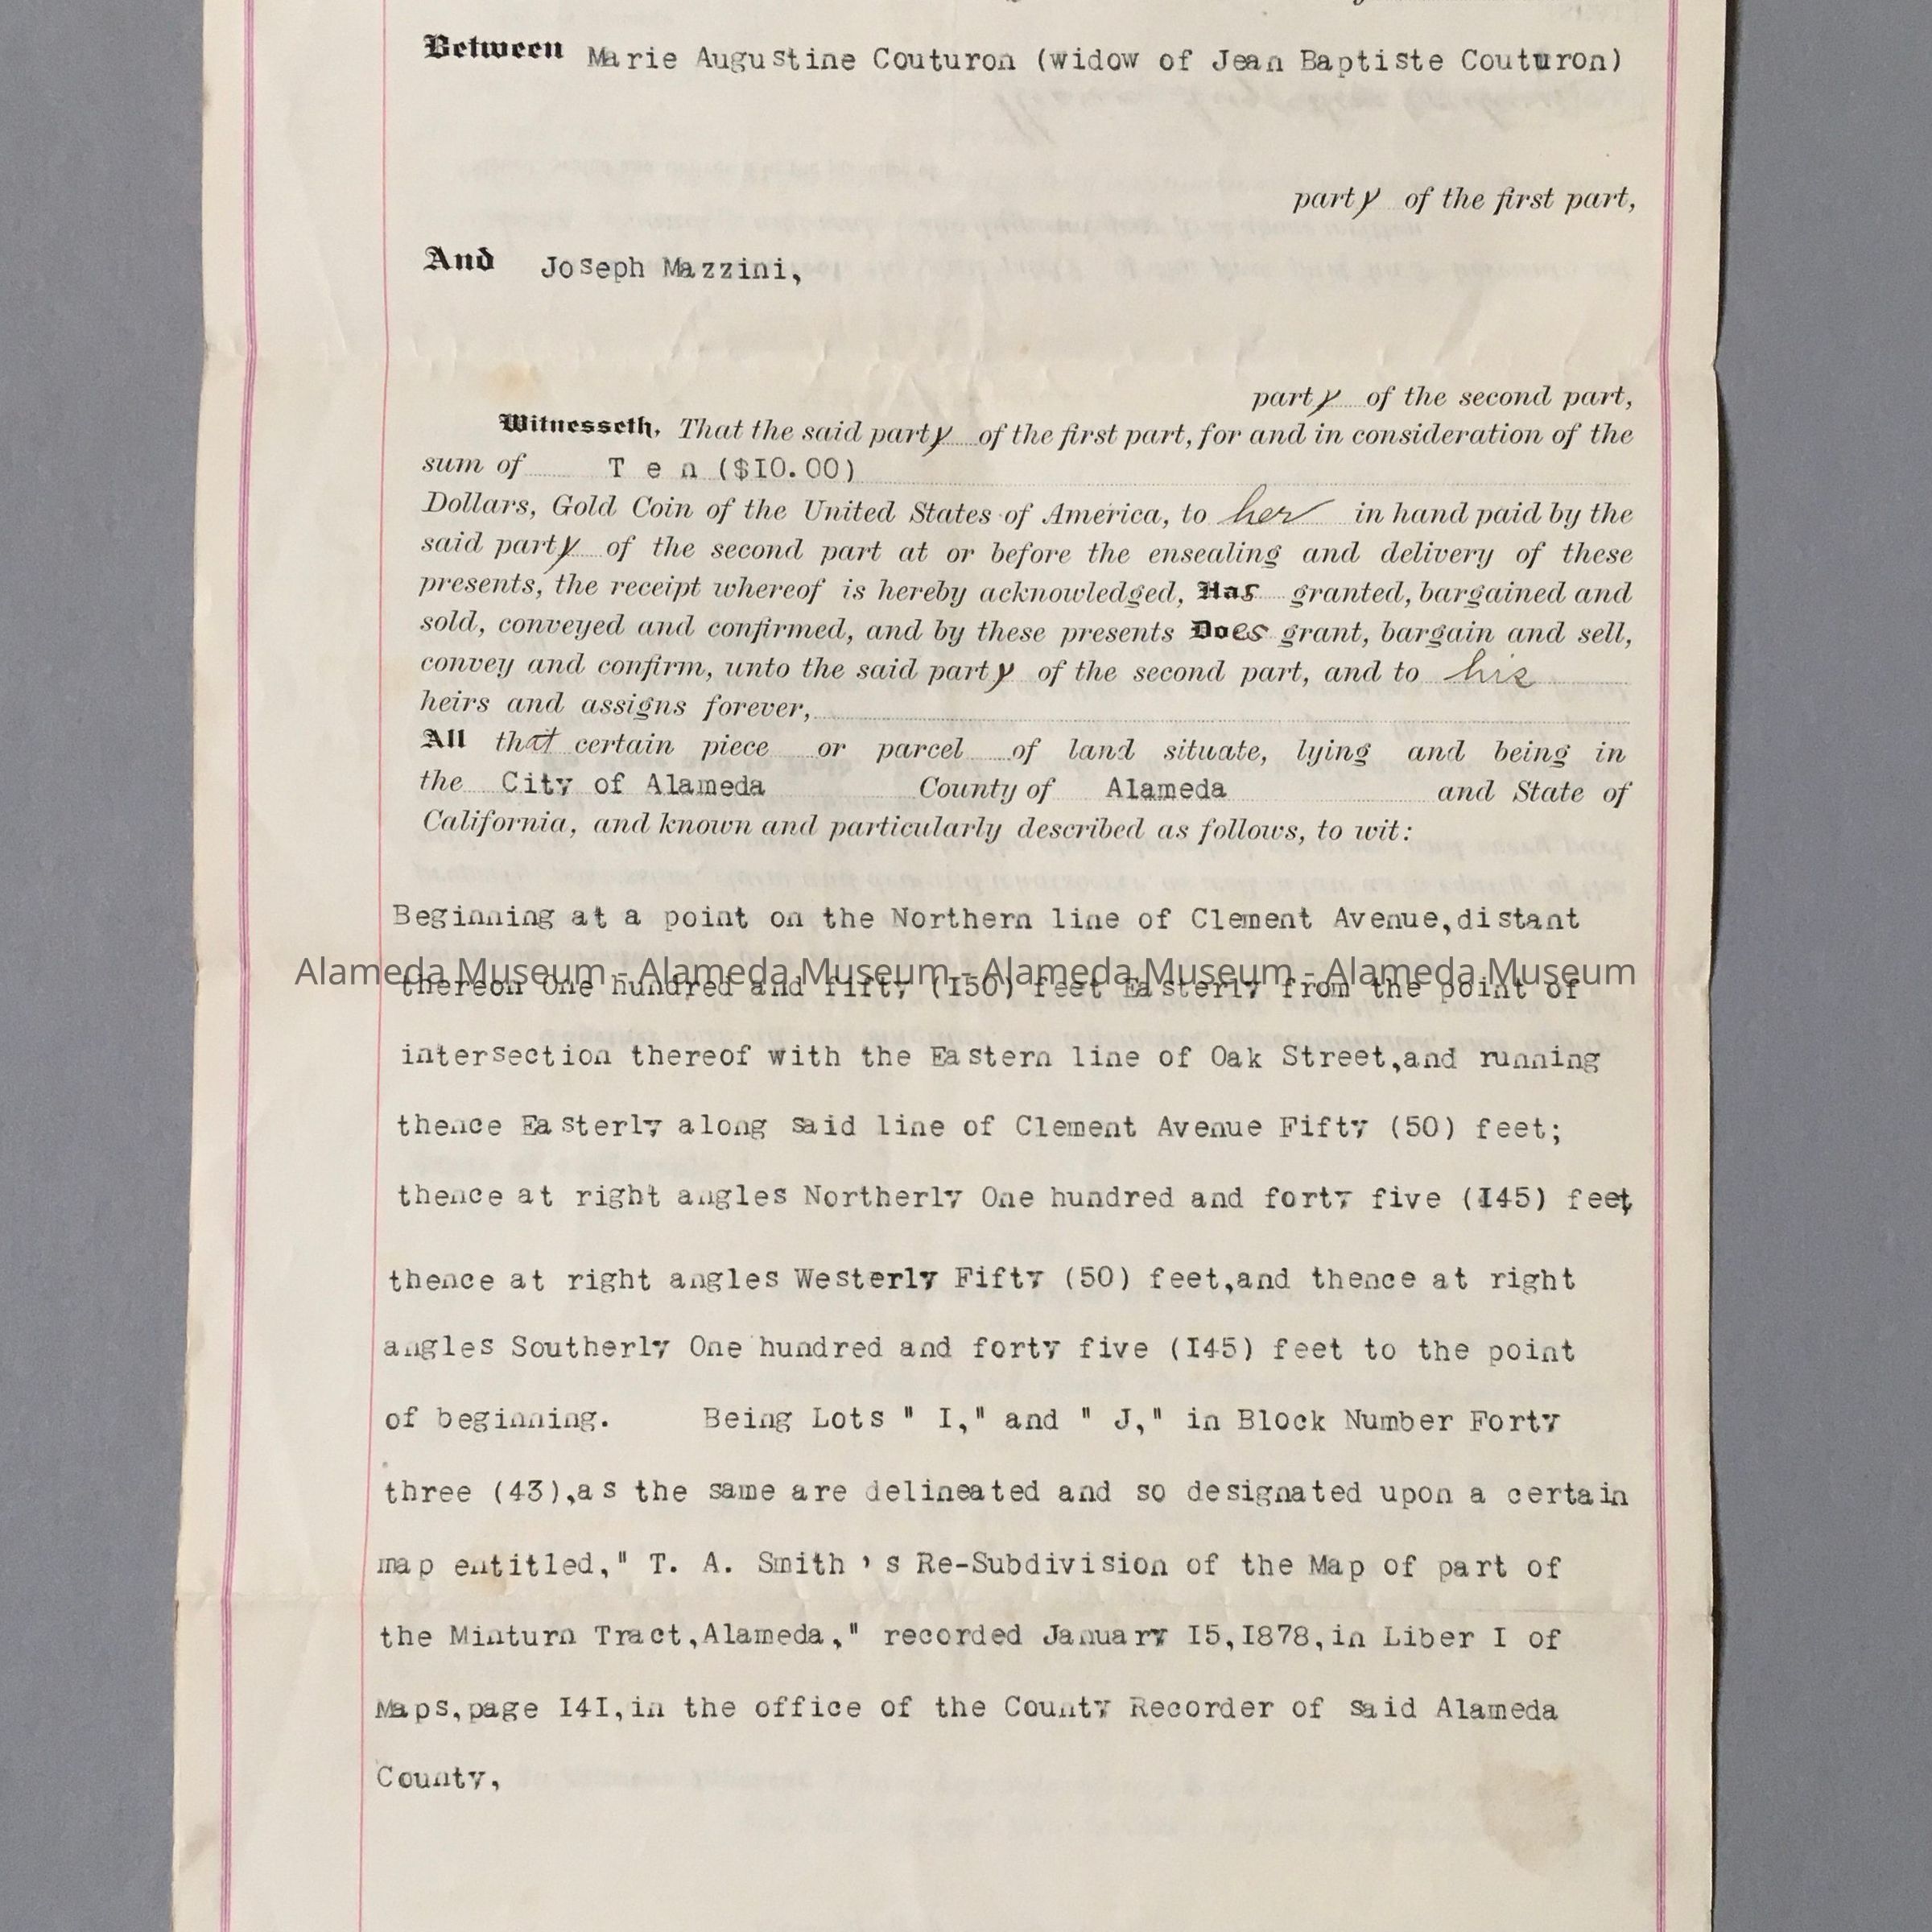 Between Marie Augustine Couturon (widow of Jean Baptiste Couturon)
party of the first part,
And Joseph Mazzini,
party of the second part,
Witnesseth, That the said party of the first part, for and in consideration of the
sum of T e n ($I0.00)
Dollars, Gold Coin of the United States of America, to her in hand paid by the
said party of the second part at or before the ensealing and delivery of these
presents, the receipt whereof is hereby acknowledged, Has granted, bargained and
sold, conveyed and confirmed, and by these presents Does grant, bargain and sell,
convey and confirm, unto the said party of the second part, and to his
heirs and assigns forever,
All that certain piece or parcel of land situate, lying and being in
the City of Alameda County of Alameda and State of
California, and known and particularly described as follows, to wit:
Beginning at a point on the Northern line of Clement Avenue,distant
Alameda Museum - Alameda Museum - Alameda Museum - Alameda Museum
thereon One hundred and fifty (I50) feet Easterly from the point of
intersection thereof with the Eastern line of Oak Street,and running
thence Easterly along said line of Clement Avenue Fifty (50) feet;
thence at right angles Northerly One hundred and forty five (I45) feet,
thence at right angles Westerly Fifty (50) feet,and thence at right
angles Southerly One hundred and forty five (I45) feet to the point
of beginning. Being Lots " I," and " J," in Block Number Forty
three (43),as the same are delineated and so designated upon a certain
map entitled," T. A. Smith ' s Re-Subdivision of the Map of part of
the Minturn Tract,Alameda," recorded January I5,I878,in Liber I of
Maps,page I4I,in the office of the County Recorder of said Alameda
County,